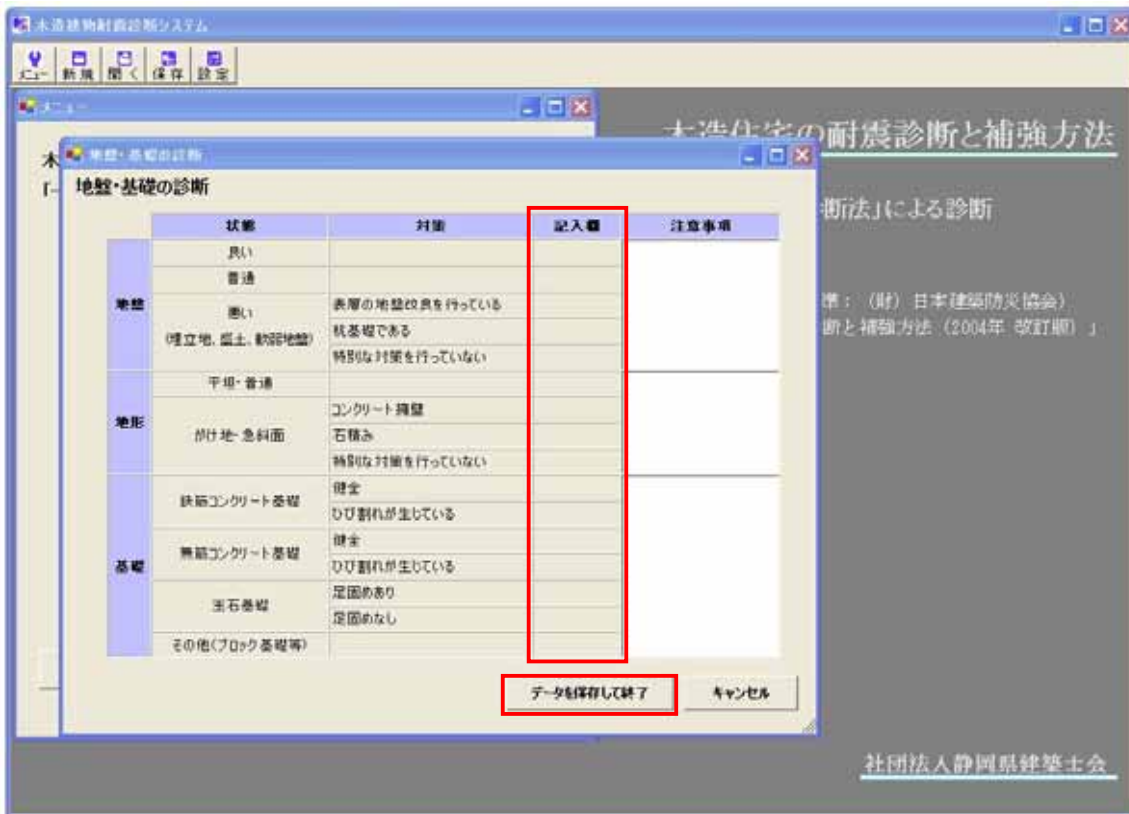 木造建物耐震診断システム
メニュー 新規 開く 保存 設定
メニュー
木造住宅の耐震診断と補強方法
木
「-
断法」による診断
準：（財）日本建築防災協会）
断と補強方法（2004年 改訂版）」
地盤・基礎の診断
地盤・基礎の診断
状態 対策 記入欄 注意事項
地盤
良い
普通
悪い
(埋立地、盛土、軟弱地盤)
表層の地盤改良を行っている
杭基礎である
特別な対策を行っていない
地形
平坦・普通
がけ地・急斜面
コンクリート擁壁
石積み
特別な対策を行っていない
基礎
鉄筋コンクリート基礎
健全
ひび割れが生じている
無筋コンクリート基礎
健全
ひび割れが生じている
玉石基礎
足固めあり
足固めなし
その他(ブロック基礎等)
データを保存して終了 キャンセル
社団法人静岡県建築士会